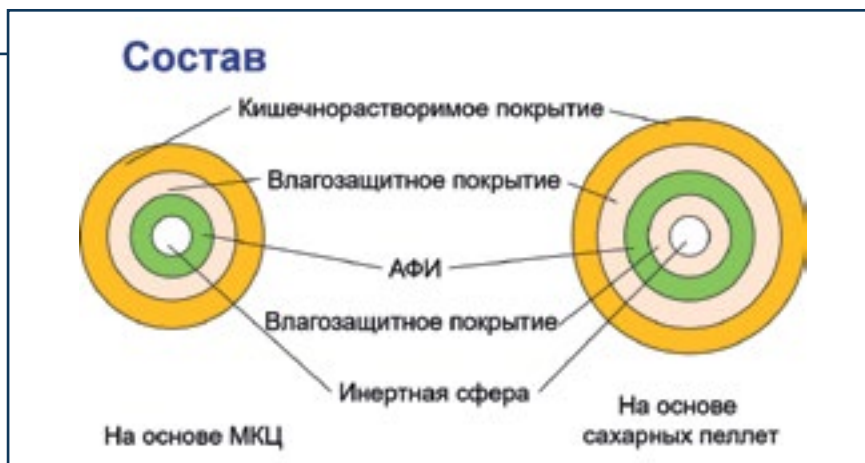 Состав
Кишечнорастворимое покрытие
Влагозащитное покрытие
АФИ
Влагозащитное покрытие
Инертная сфера
На основе МКЦ
На основе
сахарных пеллет